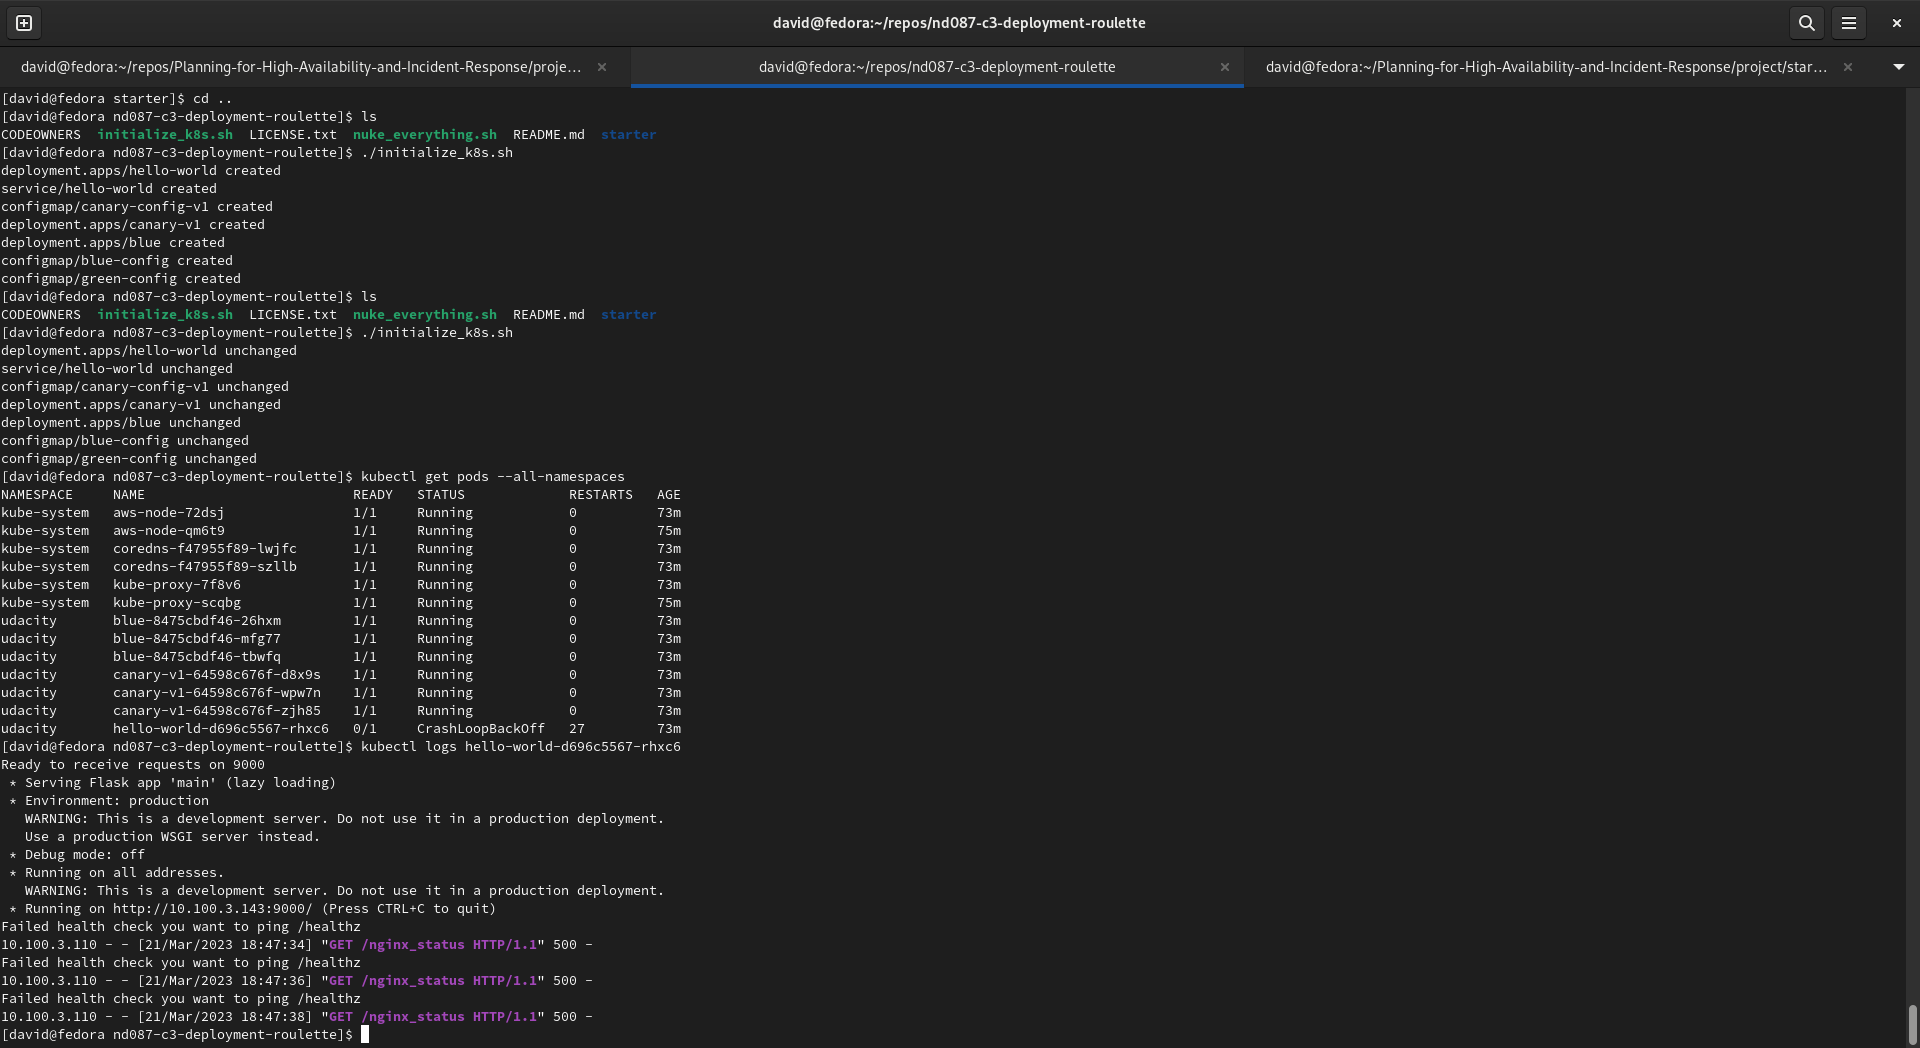 david@fedora:~/repos/nd087-c3-deployment-roulette
david@fedora:~/repos/Planning-for-High-Availability-and-Incident-Response/proje...
david@fedora:~/repos/nd087-c3-deployment-roulette
david@fedora:~/Planning-for-High-Availability-and-Incident-Response/project/star...
[david@fedora starter]$ cd ..
[david@fedora nd087-c3-deployment-roulette]$ ls
CODEOWNERS  initialize_k8s.sh  LICENSE.txt  nuke_everything.sh  README.md  starter
[david@fedora nd087-c3-deployment-roulette]$ ./initialize_k8s.sh
deployment.apps/hello-world created
service/hello-world created
configmap/canary-config-v1 created
deployment.apps/canary-v1 created
deployment.apps/blue created
configmap/blue-config created
configmap/green-config created
[david@fedora nd087-c3-deployment-roulette]$ ls
CODEOWNERS  initialize_k8s.sh  LICENSE.txt  nuke_everything.sh  README.md  starter
[david@fedora nd087-c3-deployment-roulette]$ ./initialize_k8s.sh
deployment.apps/hello-world unchanged
service/hello-world unchanged
configmap/canary-config-v1 unchanged
deployment.apps/canary-v1 unchanged
deployment.apps/blue unchanged
configmap/blue-config unchanged
configmap/green-config unchanged
[david@fedora nd087-c3-deployment-roulette]$ kubectl get pods --all-namespaces
NAMESPACE     NAME                          READY   STATUS             RESTARTS   AGE
kube-system   aws-node-72dsj                1/1     Running            0          73m
kube-system   aws-node-qm6t9                1/1     Running            0          75m
kube-system   coredns-f47955f89-lwjfc       1/1     Running            0          73m
kube-system   coredns-f47955f89-szllb       1/1     Running            0          73m
kube-system   kube-proxy-7f8v6              1/1     Running            0          73m
kube-system   kube-proxy-scqbg              1/1     Running            0          75m
udacity       blue-8475cbdf46-26hxm         1/1     Running            0          73m
udacity       blue-8475cbdf46-mfg77         1/1     Running            0          73m
udacity       blue-8475cbdf46-tbwfq         1/1     Running            0          73m
udacity       canary-v1-64598c676f-d8x9s    1/1     Running            0          73m
udacity       canary-v1-64598c676f-wpw7n    1/1     Running            0          73m
udacity       canary-v1-64598c676f-zjh85    1/1     Running            0          73m
udacity       hello-world-d696c5567-rhxc6   0/1     CrashLoopBackOff   27         73m
[david@fedora nd087-c3-deployment-roulette]$ kubectl logs hello-world-d696c5567-rhxc6
Ready to receive requests on 9000
 * Serving Flask app 'main' (lazy loading)
 * Environment: production
   WARNING: This is a development server. Do not use it in a production deployment.
   Use a production WSGI server instead.
 * Debug mode: off
 * Running on all addresses.
   WARNING: This is a development server. Do not use it in a production deployment.
 * Running on http://10.100.3.143:9000/ (Press CTRL+C to quit)
Failed health check you want to ping /healthz
10.100.3.110 - - [21/Mar/2023 18:47:34] "GET /nginx_status HTTP/1.1" 500 -
Failed health check you want to ping /healthz
10.100.3.110 - - [21/Mar/2023 18:47:36] "GET /nginx_status HTTP/1.1" 500 -
Failed health check you want to ping /healthz
10.100.3.110 - - [21/Mar/2023 18:47:38] "GET /nginx_status HTTP/1.1" 500 -
[david@fedora nd087-c3-deployment-roulette]$